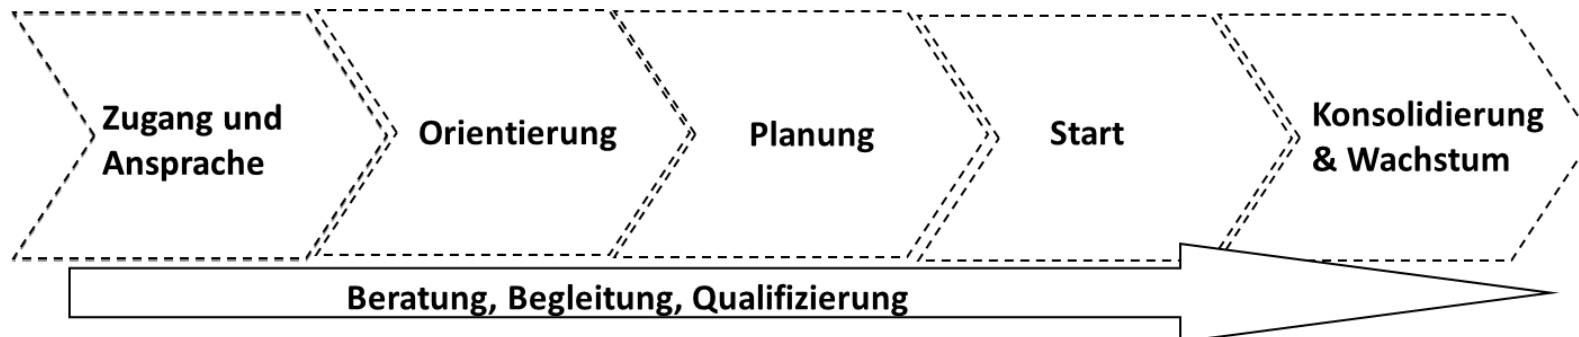 Zugang und
Ansprache
Orientierung
Planung
Start
Konsolidierung
& Wachstum
Beratung, Begleitung, Qualifizierung